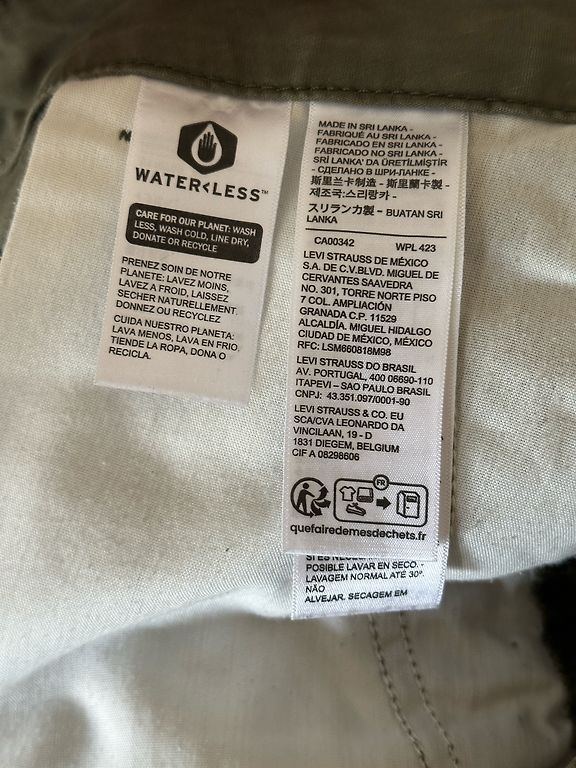 WATER<LESS™
CARE FOR OUR PLANET: WASH
LESS, WASH COLD, LINE DRY,
DONATE OR RECYCLE
PRENEZ SOIN DE NOTRE
PLANETE: LAVEZ MOINS,
LAVEZ A FROID, LAISSEZ
SECHER NATURELLEMENT.
DONNEZ OU RECYCLEZ
CUIDA NUESTRO PLANETA:
LAVA MENOS, LAVA EN FRIO,
TIENDE LA ROPA, DONA O
RECICLA.
MADE IN SRI LANKA -
FABRIQUÉ AU SRI LANKA -
FABRICADO EN SRI LANKA -
FABRICADO NO SRI LANKA -
SRİ LANKA' DA ÜRETİLMİŞTİR
- СДЕЛАНО В ШРИ-ЛАНКЕ -
斯里兰卡制造 - 斯里蘭卡製 -
제조국:스리랑카 -
スリランカ製 - BUATAN SRI
LANKA
CA00342 WPL 423
LEVI STRAUSS DE MÉXICO
S.A. DE C.V.BLVD. MIGUEL DE
CERVANTES SAAVEDRA
NO. 301, TORRE NORTE PISO
7 COL. AMPLIACIÓN
GRANADA C.P. 11529
ALCALDÍA. MIGUEL HIDALGO
CIUDAD DE MÉXICO, MÉXICO
RFC: LSM660818M98
LEVI STRAUSS DO BRASIL
AV. PORTUGAL, 400 06690-110
ITAPEVI – SAO PAULO BRASIL
CNPJ: 43.351.097/0001-90
LEVI STRAUSS & CO. EU
SCA/CVA LEONARDO DA
VINCILAAN, 19 - D
1831 DIEGEM, BELGIUM
CIF A 08298606
FR
quefairedemesdechets.fr
POSIBLE LAVAR EN SECO. -
LAVAGEM NORMAL ATÉ 30°.
NÃO
ALVEJAR. SECAGEM EM